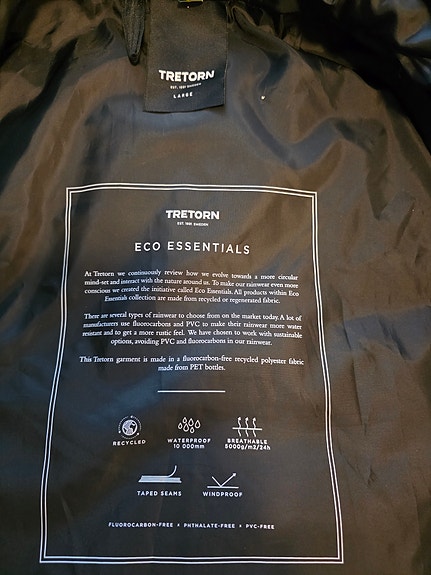 TRETORN
EST. 1891 SWEDEN
LARGE
TRETORN
EST. 1891 SWEDEN
ECO ESSENTIALS
At Tretorn we continuously review how we evolve towards a more circular
mind-set and interact with the nature around us. To make our rainwear even more
conscious we created the initiative called Eco Essentials. All products within Eco
Essentials collection are made from recycled or regenerated fabric.
There are several types of rainwear to choose from on the market today. A lot of
manufacturers use fluorocarbons and PVC to make their rainwear more water
resistant and to get a more rustic feel. We have chosen to work with sustainable
options, avoiding PVC and fluorocarbons in our rainwear.
This Tretorn garment is made in a fluorocarbon-free recycled polyester fabric
made from PET bottles.
RECYCLED
WATERPROOF
10 000mm
BREATHABLE
5000g/m2/24h
TAPED SEAMS
WINDPROOF
FLUOROCARBON-FREE x PHTHALATE-FREE x PVC-FREE